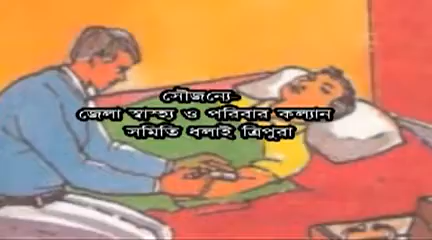 সৌজন্যে
জেলা স্বাস্হ্য ও পরিবার কল্যান
সমিতি ধলাই ত্রিপুরা